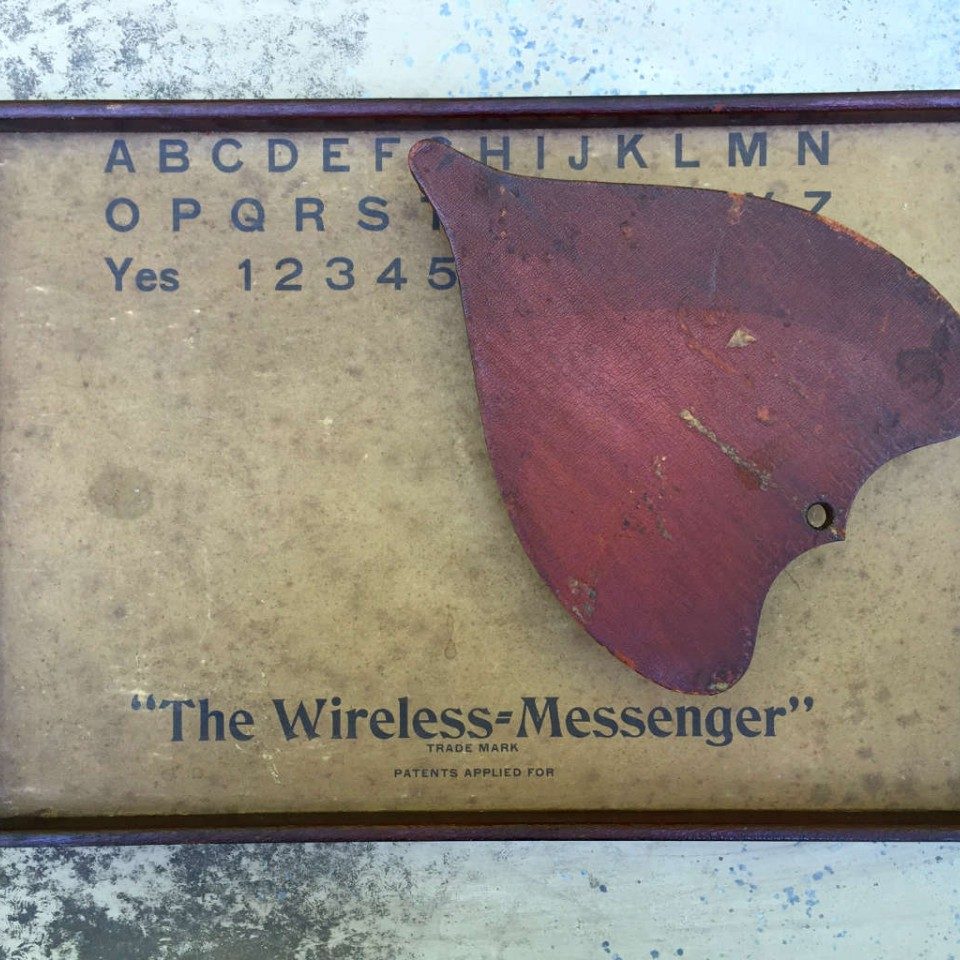 A B C D E F H I J K L M N
O P Q R S T Y Z
Yes 1 2 3 4 5
"The Wireless=Messenger"
TRADE MARK
PATENTS APPLIED FOR